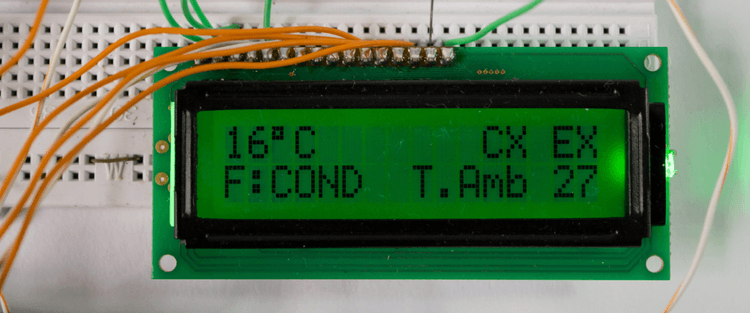 16°C CX EX
F:COND T.Amb 27
W